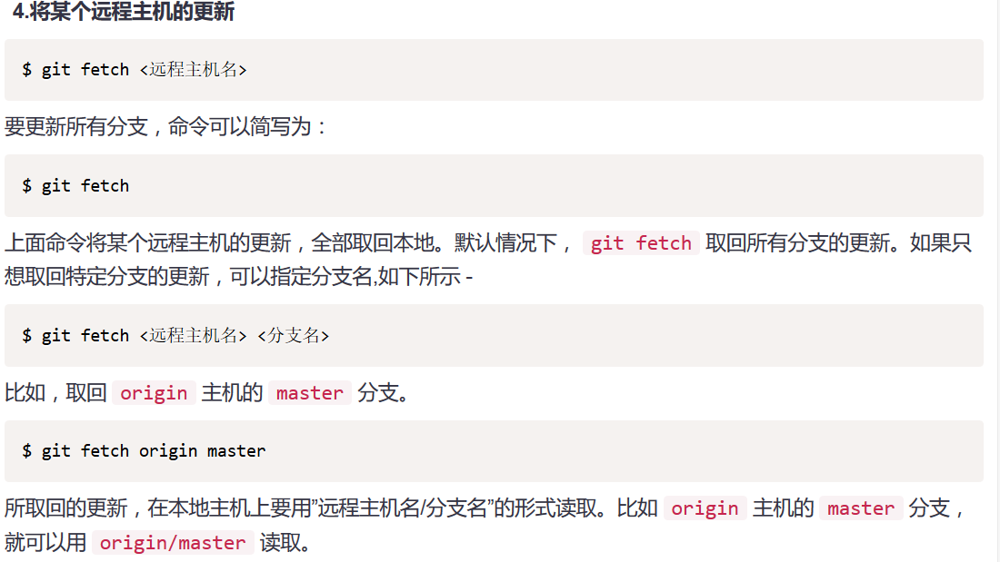 4.将某个远程主机的更新
$ git fetch <远程主机名>
要更新所有分支，命令可以简写为：
$ git fetch
上面命令将某个远程主机的更新，全部取回本地。默认情况下， git fetch 取回所有分支的更新。如果只
想取回特定分支的更新，可以指定分支名,如下所示 -
$ git fetch <远程主机名> <分支名>
比如，取回 origin 主机的 master 分支。
$ git fetch origin master
所取回的更新，在本地主机上要用”远程主机名/分支名”的形式读取。比如 origin 主机的 master 分支，
就可以用 origin/master 读取。